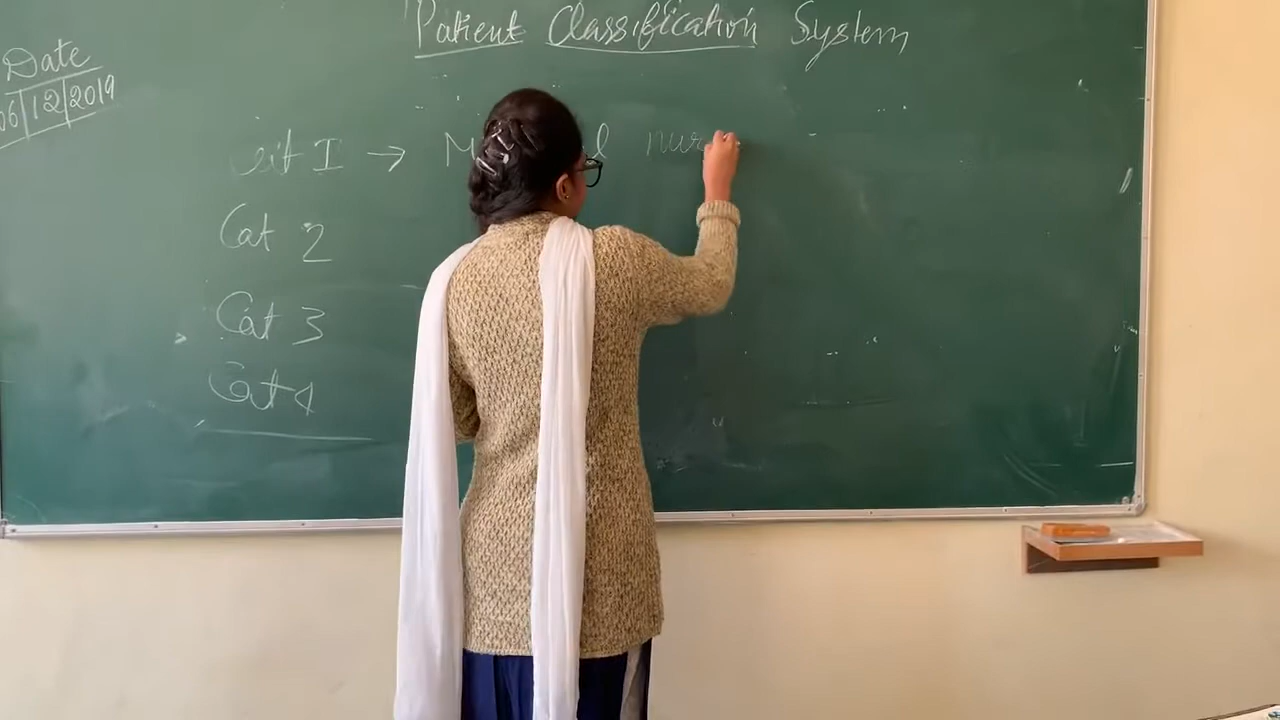 Patient Classification System
Date
06/12/2019
Cat I →
Cat 2
Cat 3
Cat 4